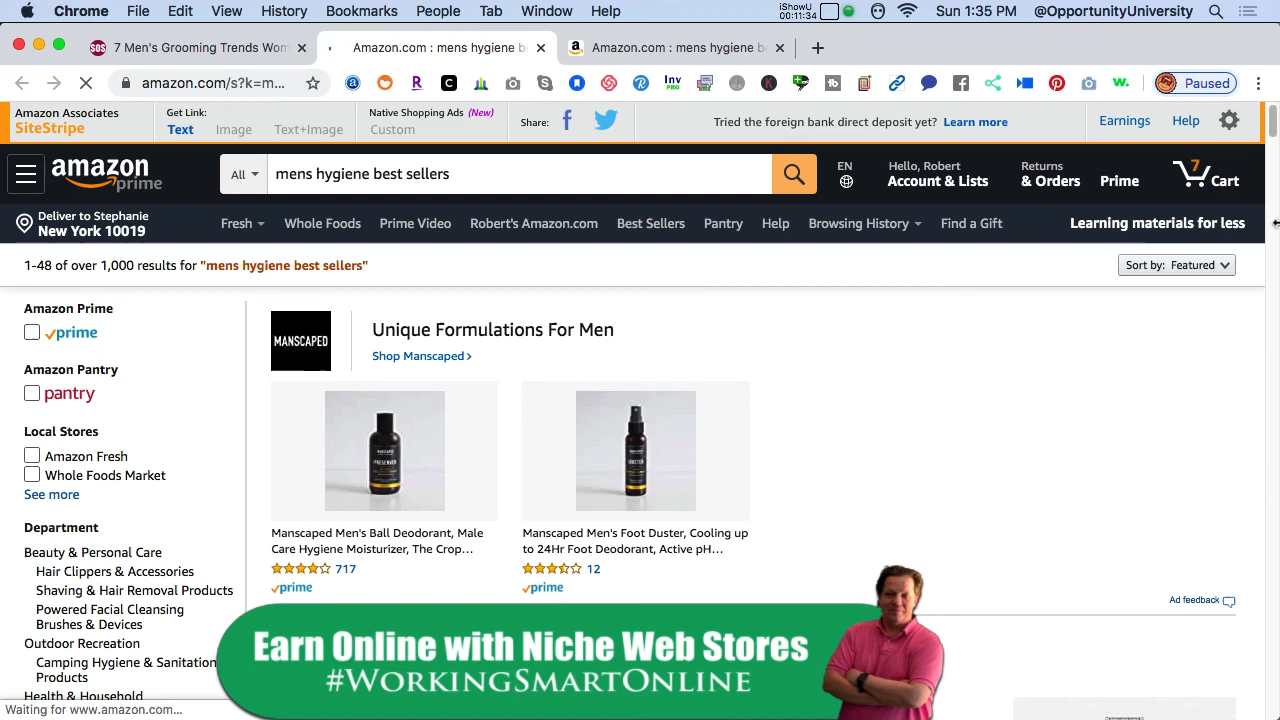 Chrome File Edit View History Bookmarks People Tab Window Help iShowU 00:11:34 Sun 1:35 PM @OpportunityUniversity
SOS 7 Men's Grooming Trends Wom Amazon.com : mens hygiene be Amazon.com : mens hygiene be
amazon.com/s?k=m... Inv PRO Paused
Amazon Associates
SiteStripe
Get Link:
Text Image Text+Image
Native Shopping Ads (New)
Custom
Share:
Tried the foreign bank direct deposit yet? Learn more
Earnings Help
amazon prime
All mens hygiene best sellers
EN
Hello, Robert
Account & Lists
Returns
& Orders
Prime
7 Cart
Deliver to Stephanie
New York 10019
Fresh Whole Foods Prime Video Robert's Amazon.com Best Sellers Pantry Help Browsing History Find a Gift Learning materials for less
1-48 of over 1,000 results for "mens hygiene best sellers"
Sort by: Featured
Amazon Prime
prime
Amazon Pantry
pantry
Local Stores
Amazon Fresh
Whole Foods Market
See more
Department
Beauty & Personal Care
Hair Clippers & Accessories
Shaving & Hair Removal Products
Powered Facial Cleansing
Brushes & Devices
Outdoor Recreation
Camping Hygiene & Sanitation
Products
Health & Household
MANSCAPED
Unique Formulations For Men
Shop Manscaped ›
Manscaped Men's Ball Deodorant, Male
Care Hygiene Moisturizer, The Crop...
717
prime
Manscaped Men's Foot Duster, Cooling up
to 24Hr Foot Deodorant, Active pH...
12
prime
Ad feedback
Earn Online with Niche Web Stores
#WorkingSmartOnline
Waiting for www.amazon.com...